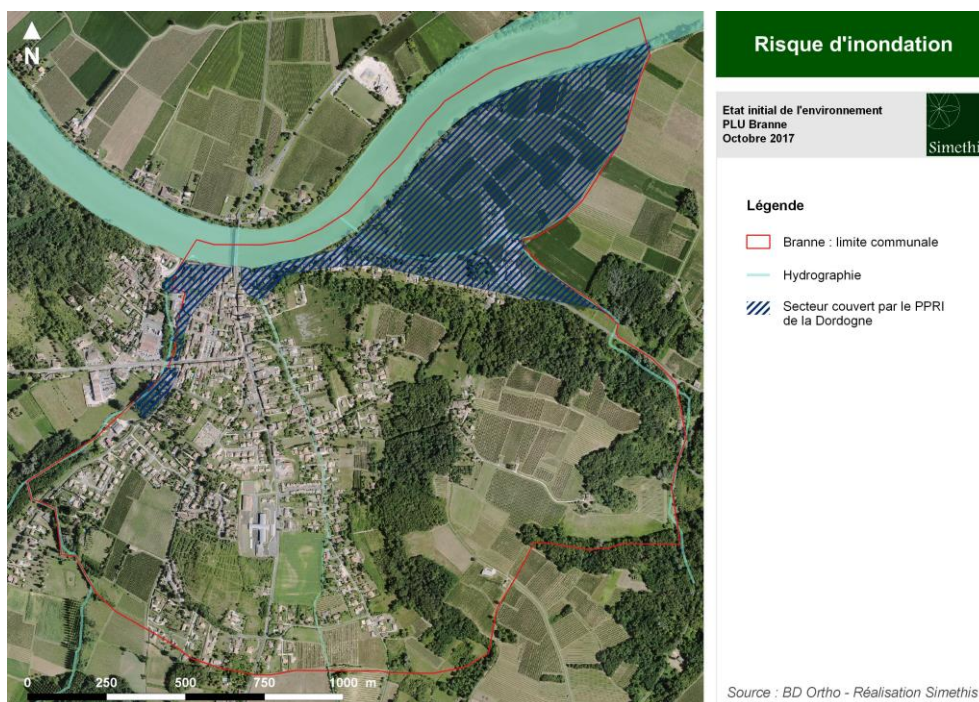 N
Risque d'inondation
Etat initial de l'environnement
PLU Branne
Octobre 2017
Simethis
Légende
Branne : limite communale
Hydrographie
Secteur couvert par le PPRI
de la Dordogne
0 250 500 750 1000 m
Source : BD Ortho - Réalisation Simethis